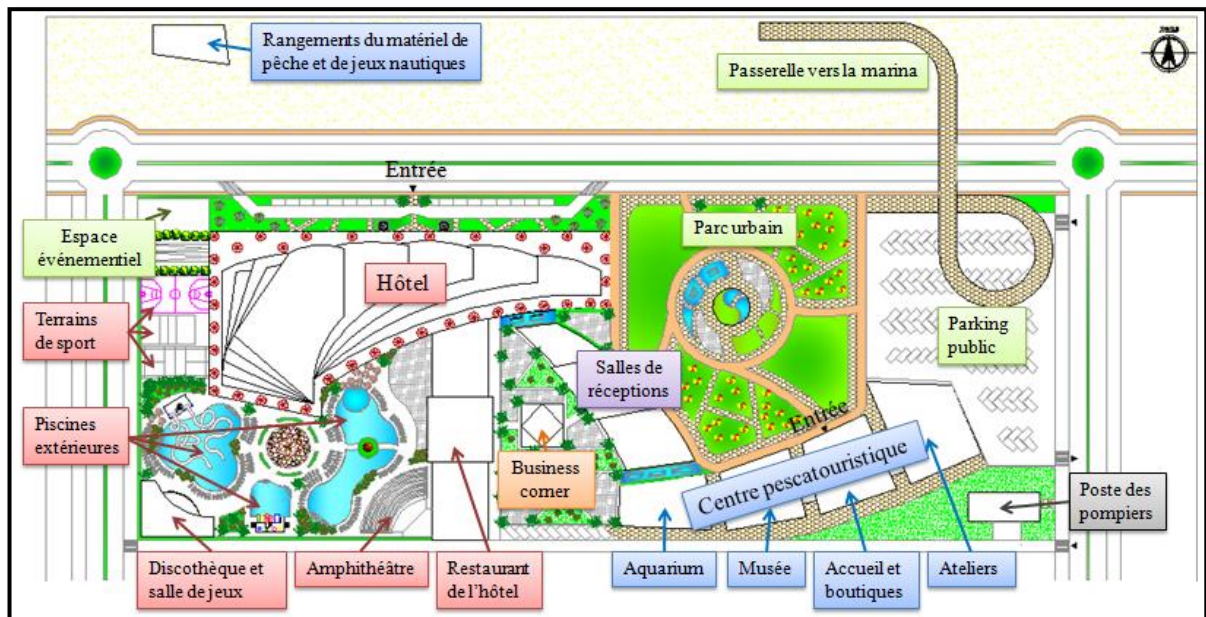 Rangements du matériel de
pêche et de jeux nautiques
Passerelle vers la marina
Entrée
Espace
événementiel
Parc urbain
Hôtel
Terrains
de sport
Parking
public
Salles de
réceptions
Entrée
Piscines
extérieures
Business
corner
Centre pescatouristique
Poste des
pompiers
Discothèque et
salle de jeux
Amphithéâtre
Restaurant
de l'hôtel
Aquarium
Musée
Accueil et
boutiques
Ateliers